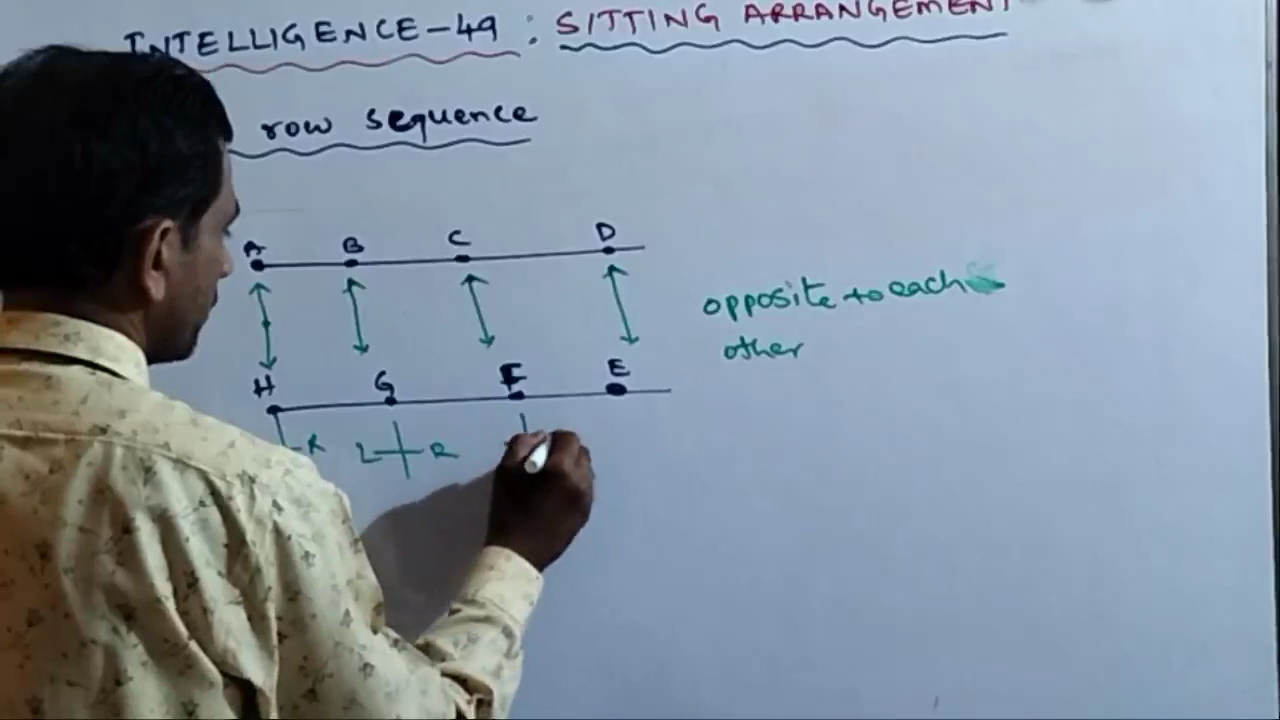 INTELLIGENCE-49 : SITTING ARRANGEMENT
row sequence
A B C D
opposite to each
other
H G F E
R L R